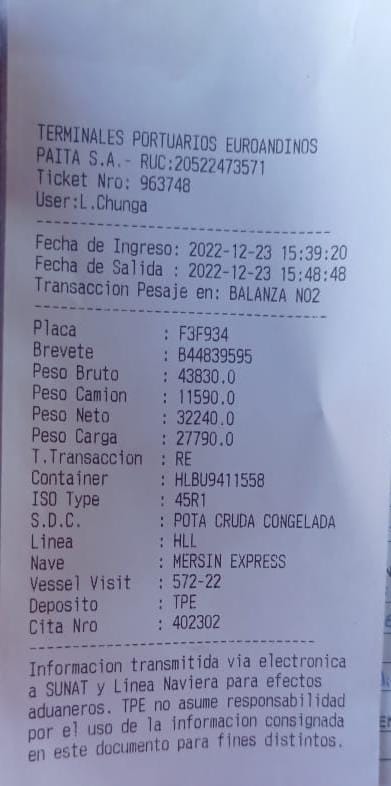 TERMINALES PORTUARIOS EUROANDINOS
PAITA S.A.- RUC:20522473571
Ticket Nro: 963748
User:L.Chunga
Fecha de Ingreso: 2022-12-23 15:39:20
Fecha de Salida : 2022-12-23 15:48:48
Transaccion Pesaje en: BALANZA NO2
Placa : F3F934
Brevete : B44839595
Peso Bruto : 43830.0
Peso Camion : 11590.0
Peso Neto : 32240.0
Peso Carga : 27790.0
T.Transaccion : RE
Container : HLBU9411558
ISO Type : 45R1
S.D.C. : POTA CRUDA CONGELADA
Linea : HLL
Nave : MERSIN EXPRESS
Vessel Visit : 572-22
Deposito : TPE
Cita Nro : 402302
Informacion transmitida via electronica
a SUNAT y Linea Naviera para efectos
aduaneros. TPE no asume responsabilidad
por el uso de la informacion consignada
en este documento para fines distintos.